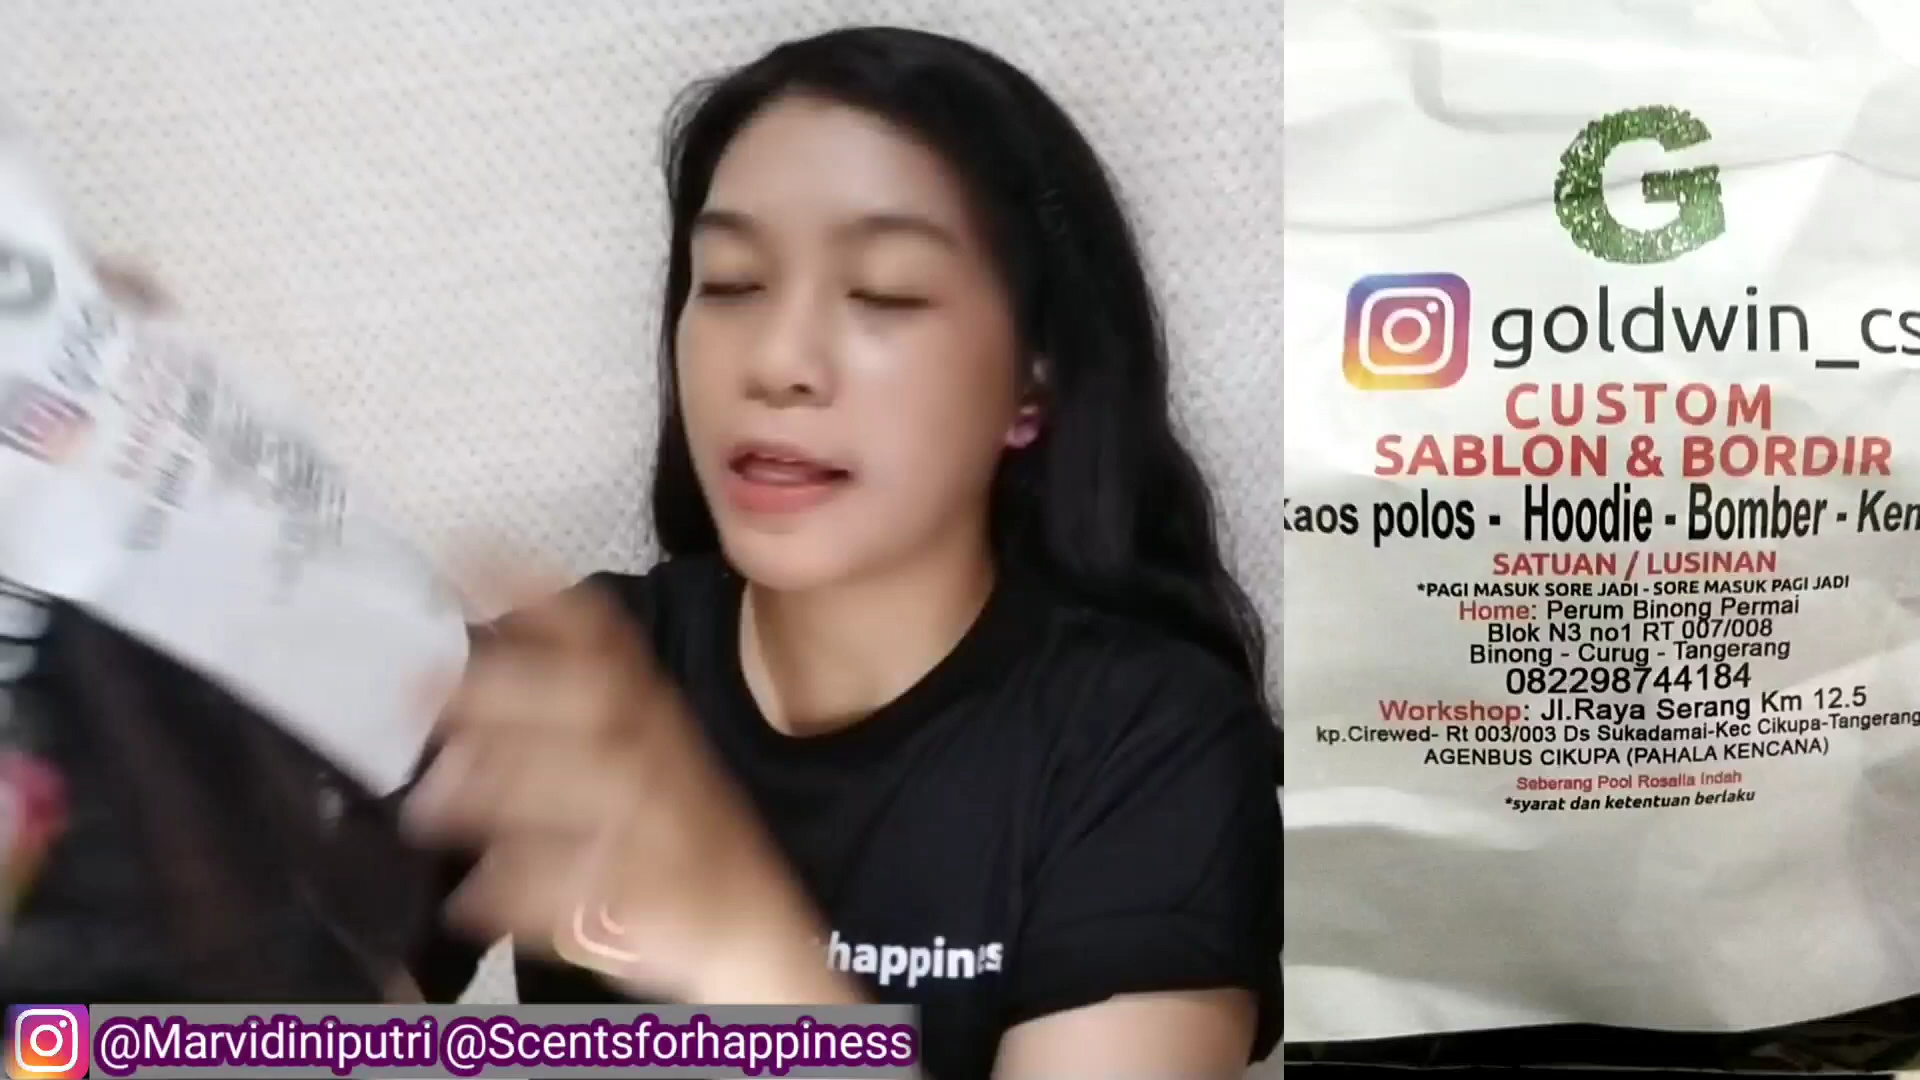 G
goldwin_cs
CUSTOM
SABLON & BORDIR
Kaos polos - Hoodie - Bomber - Kem
SATUAN / LUSINAN
*PAGI MASUK SORE JADI - SORE MASUK PAGI JADI
Home: Perum Binong Permai
Blok N3 no1 RT 007/008
Binong - Curug - Tangerang
082298744184
Workshop: Jl.Raya Serang Km 12.5
kp.Cirewed- Rt 003/003 Ds Sukadamai-Kec Cikupa-Tangerang
AGENBUS CIKUPA (PAHALA KENCANA)
Seberang Pool Rosalia Indah
*syarat dan ketentuan berlaku
happiness
@Marvidiniputri @Scentsforhappiness